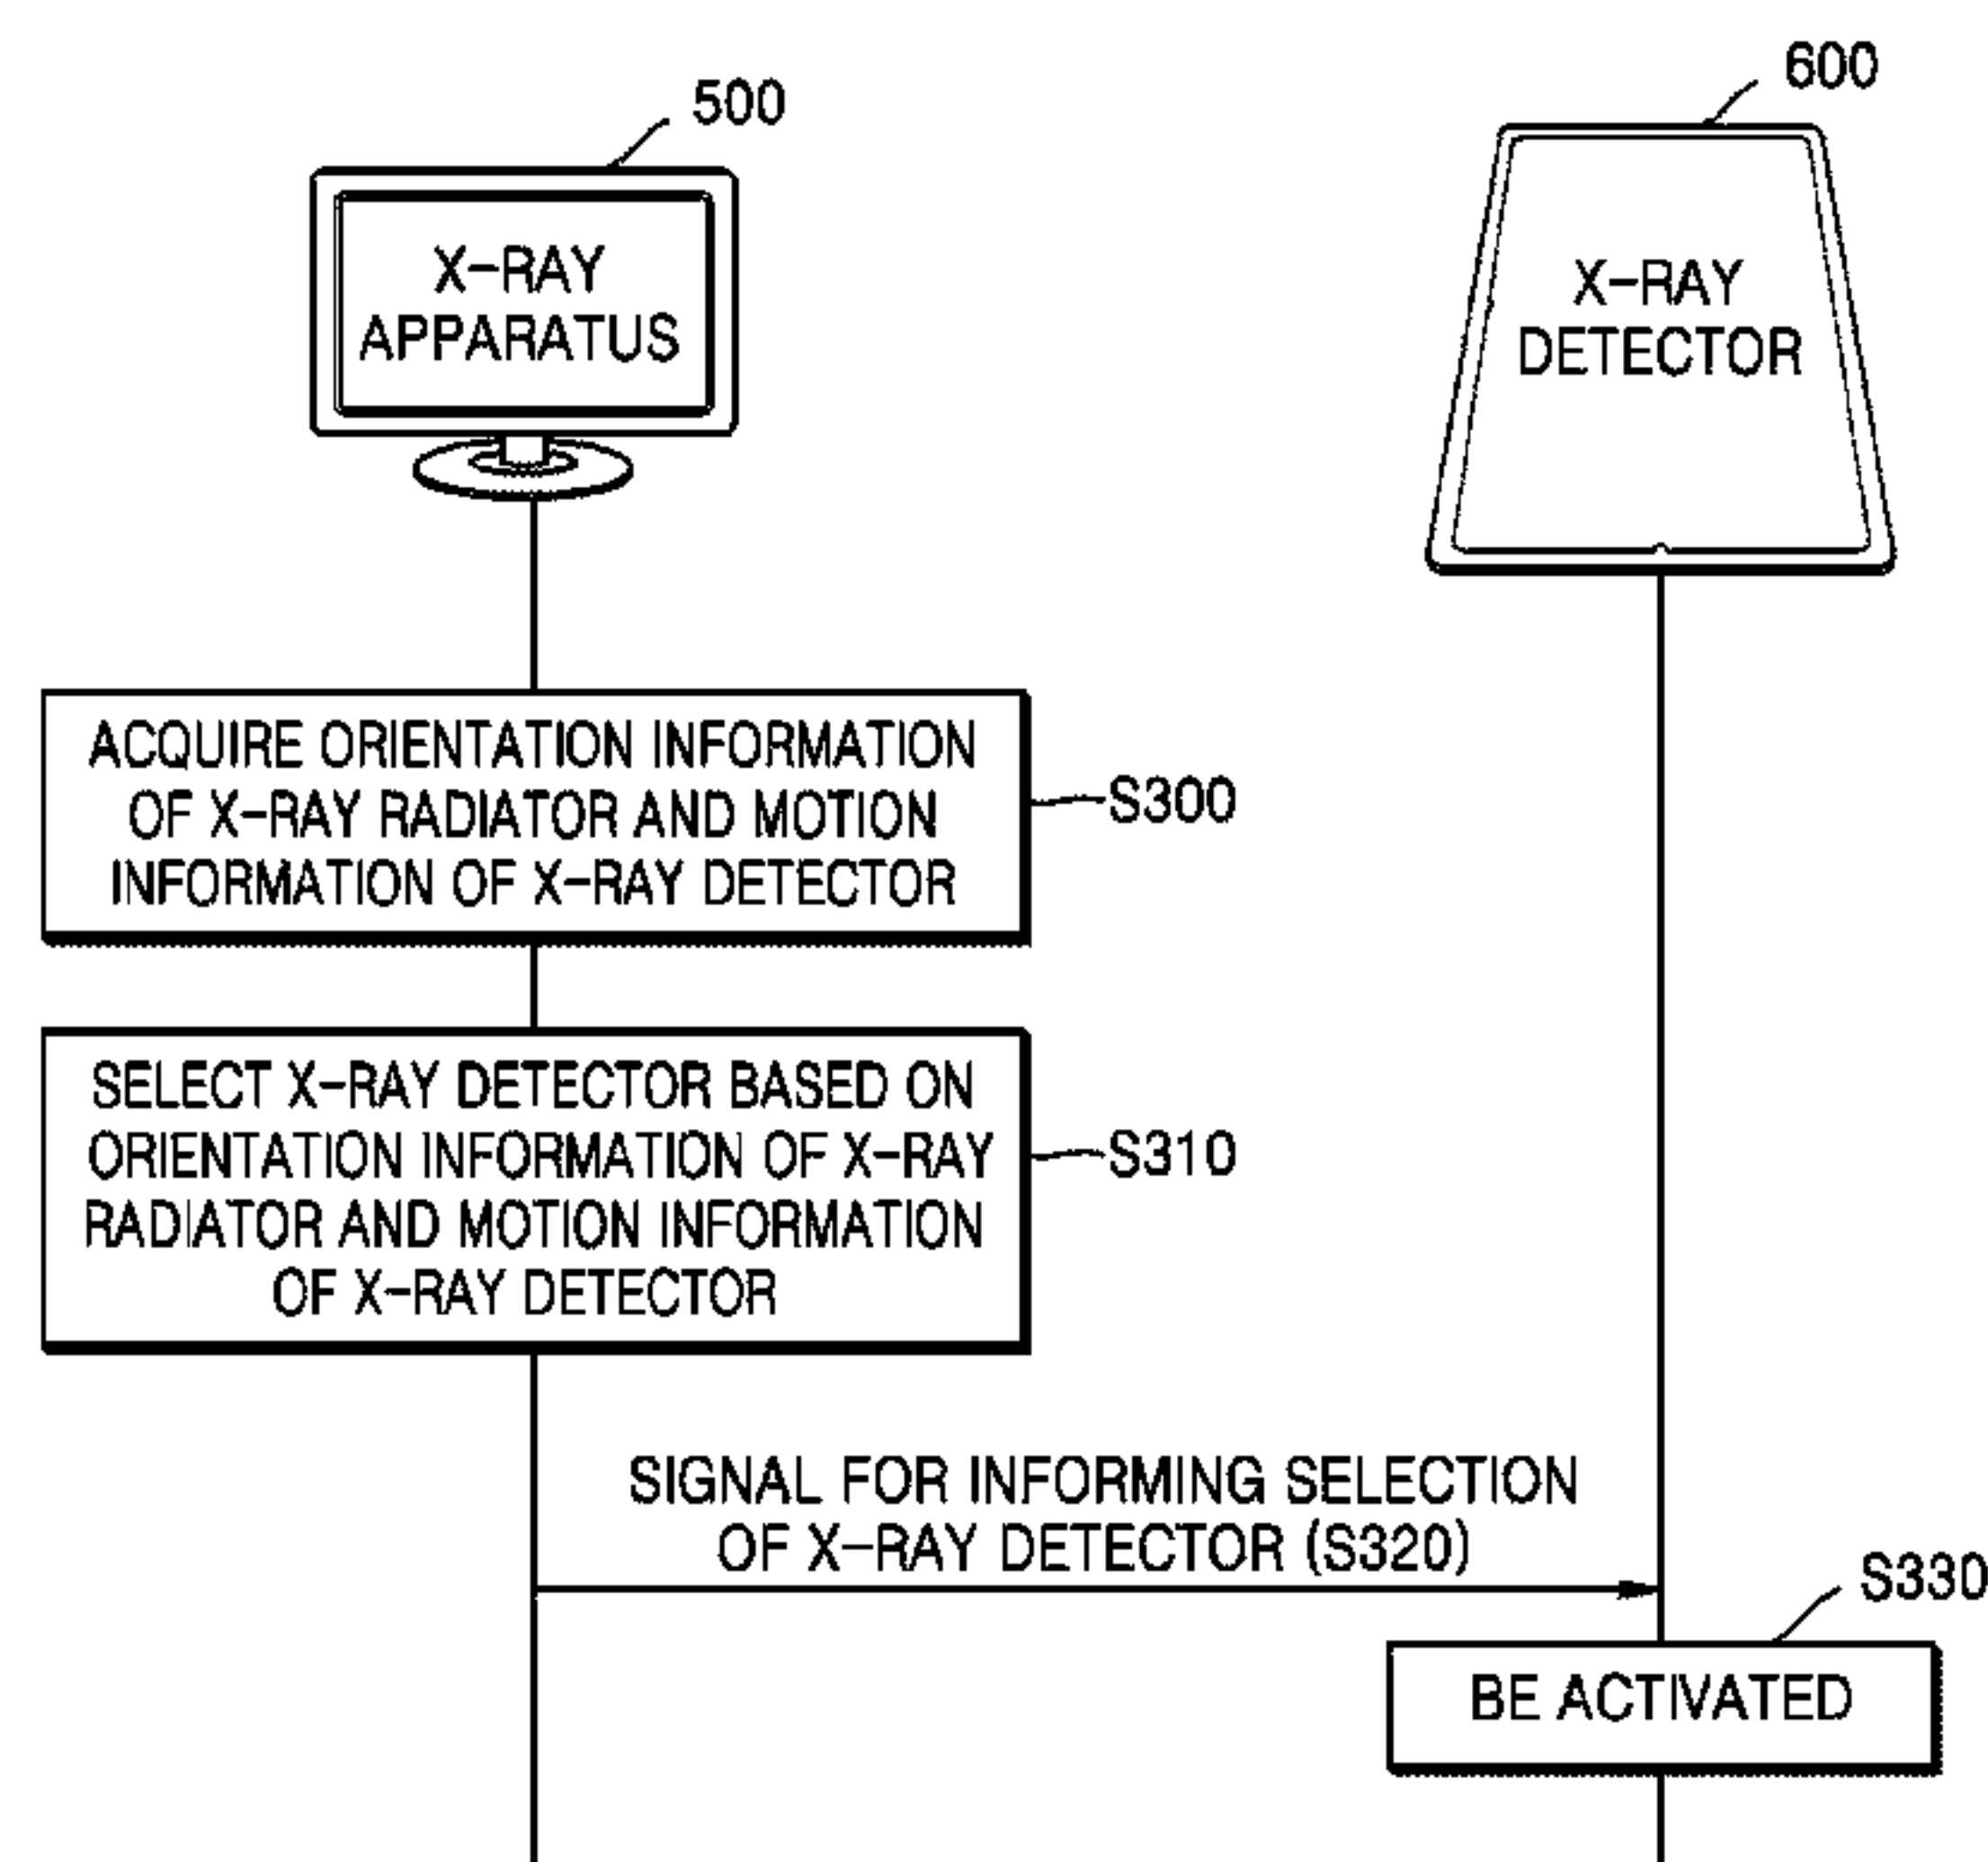 500
600
X-RAY
APPARATUS
X-RAY
DETECTOR
ACQUIRE ORIENTATION INFORMATION
OF X-RAY RADIATOR AND MOTION
INFORMATION OF X-RAY DETECTOR
S300
SELECT X-RAY DETECTOR BASED ON
ORIENTATION INFORMATION OF X-RAY
RADIATOR AND MOTION INFORMATION
OF X-RAY DETECTOR
S310
SIGNAL FOR INFORMING SELECTION
OF X-RAY DETECTOR (S320)
S330
BE ACTIVATED